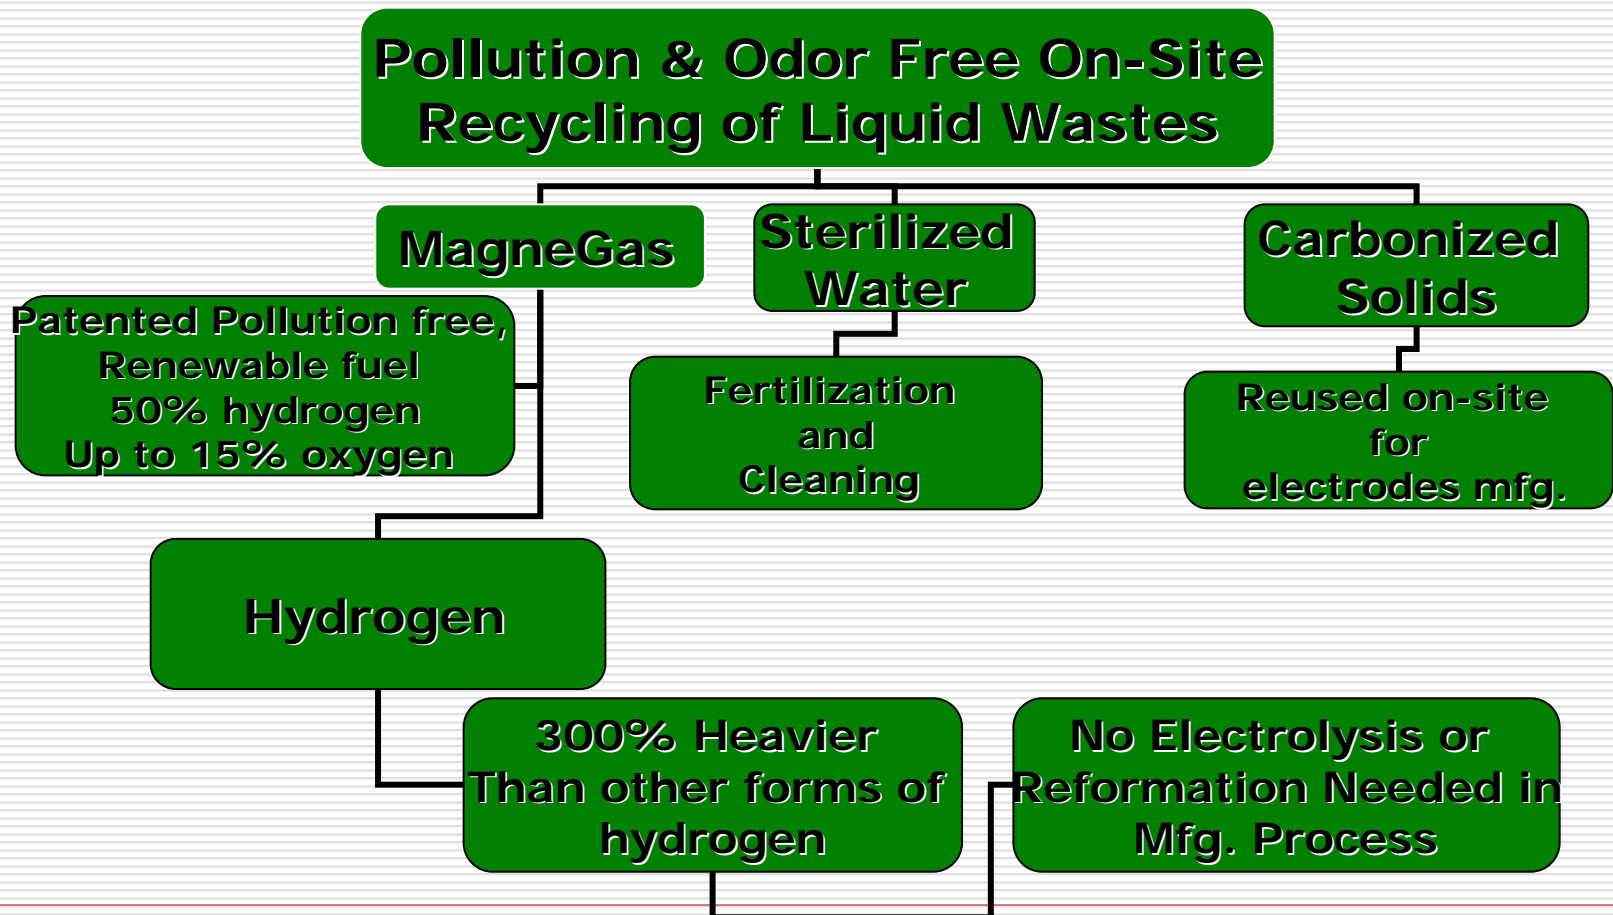 Pollution & Odor Free On-Site
Recycling of Liquid Wastes
MagneGas
Sterilized
Water
Carbonized
Solids
Patented Pollution free,
Renewable fuel
50% hydrogen
Up to 15% oxygen
Fertilization
and
Cleaning
Reused on-site
for
electrodes mfg.
Hydrogen
300% Heavier
Than other forms of
hydrogen
No Electrolysis or
Reformation Needed in
Mfg. Process